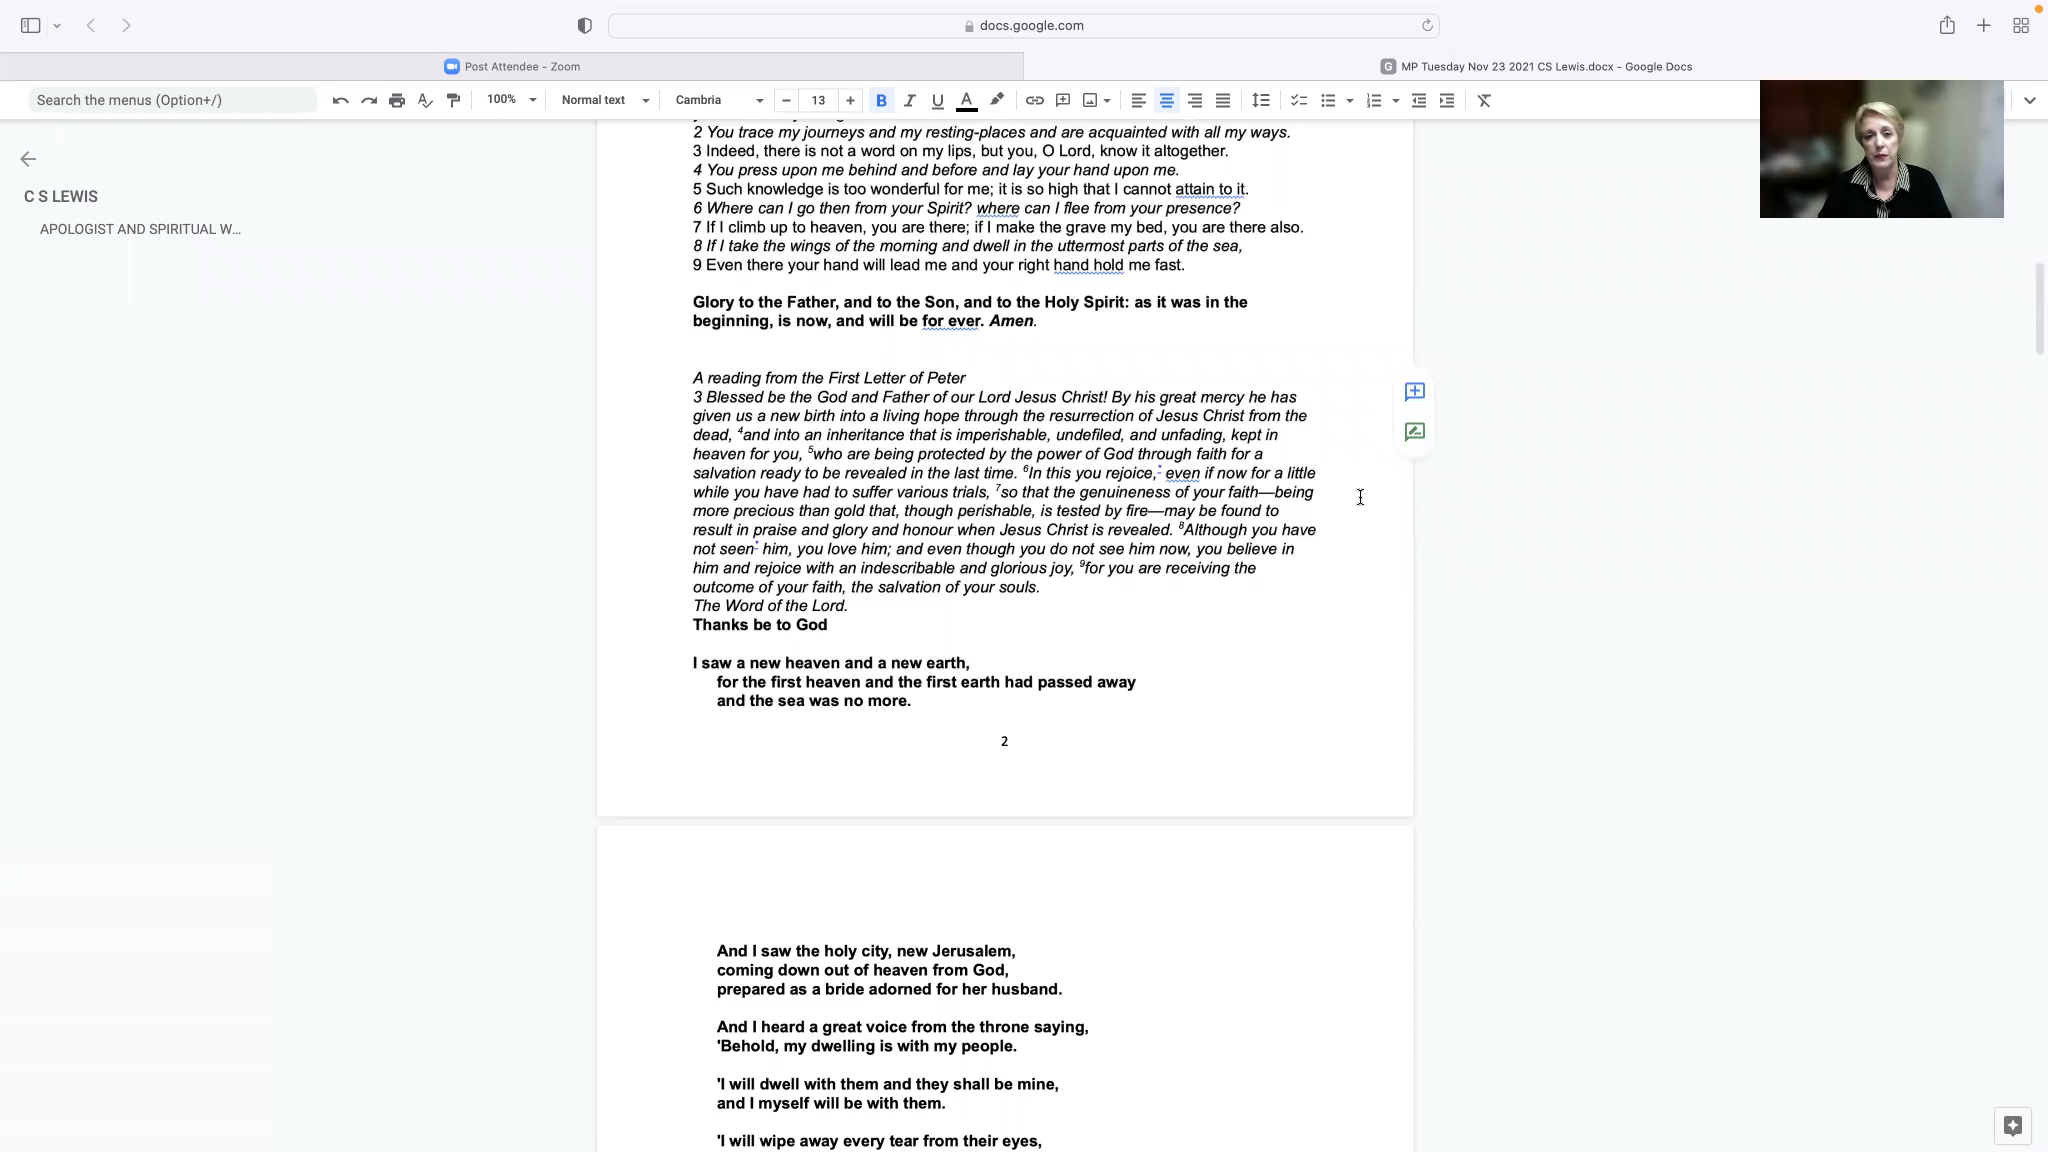 docs.google.com
Post Attendee - Zoom
G MP Tuesday Nov 23 2021 CS Lewis.docx - Google Docs
Search the menus (Option+/)
100%
Normal text
Cambria
13
B
I
U
A
C S LEWIS
APOLOGIST AND SPIRITUAL W...
2 You trace my journeys and my resting-places and are acquainted with all my ways.
3 Indeed, there is not a word on my lips, but you, O Lord, know it altogether.
4 You press upon me behind and before and lay your hand upon me.
5 Such knowledge is too wonderful for me; it is so high that I cannot attain to it.
6 Where can I go then from your Spirit? where can I flee from your presence?
7 If I climb up to heaven, you are there; if I make the grave my bed, you are there also.
8 If I take the wings of the morning and dwell in the uttermost parts of the sea,
9 Even there your hand will lead me and your right hand hold me fast.
Glory to the Father, and to the Son, and to the Holy Spirit: as it was in the
beginning, is now, and will be for ever. Amen.
A reading from the First Letter of Peter
3 Blessed be the God and Father of our Lord Jesus Christ! By his great mercy he has
given us a new birth into a living hope through the resurrection of Jesus Christ from the
dead, 4and into an inheritance that is imperishable, undefiled, and unfading, kept in
heaven for you, 5who are being protected by the power of God through faith for a
salvation ready to be revealed in the last time. 6In this you rejoice,* even if now for a little
while you have had to suffer various trials, 7so that the genuineness of your faith—being
more precious than gold that, though perishable, is tested by fire—may be found to
result in praise and glory and honour when Jesus Christ is revealed. 8Although you have
not seen* him, you love him; and even though you do not see him now, you believe in
him and rejoice with an indescribable and glorious joy, 9for you are receiving the
outcome of your faith, the salvation of your souls.
The Word of the Lord.
Thanks be to God
I saw a new heaven and a new earth,
for the first heaven and the first earth had passed away
and the sea was no more.
2
And I saw the holy city, new Jerusalem,
coming down out of heaven from God,
prepared as a bride adorned for her husband.
And I heard a great voice from the throne saying,
'Behold, my dwelling is with my people.
'I will dwell with them and they shall be mine,
and I myself will be with them.
'I will wipe away every tear from their eyes,